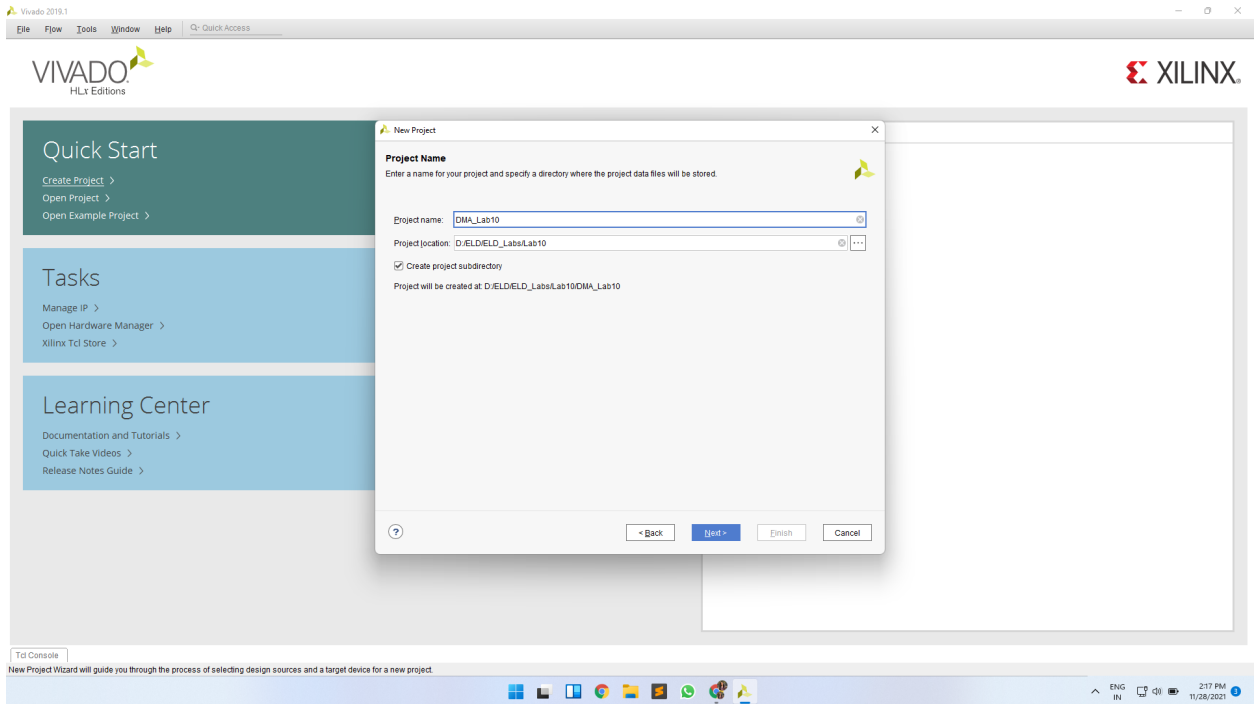 Vivado 2019.1
File Flow Tools Window Help Q- Quick Access
VIVADO
HLx Editions
XILINX
Quick Start
Create Project >
Open Project >
Open Example Project >
Tasks
Manage IP >
Open Hardware Manager >
Xilinx Tcl Store >
Learning Center
Documentation and Tutorials >
Quick Take Videos >
Release Notes Guide >
New Project
Project Name
Enter a name for your project and specify a directory where the project data files will be stored.
Project name: DMA_Lab10
Project location: D:/ELD/ELD_Labs/Lab10
Create project subdirectory
Project will be created at: D:/ELD/ELD_Labs/Lab10/DMA_Lab10
? < Back Next > Finish Cancel
Tcl Console
New Project Wizard will guide you through the process of selecting design sources and a target device for a new project.
ENG 2:17 PM
IN 11/28/2021 3